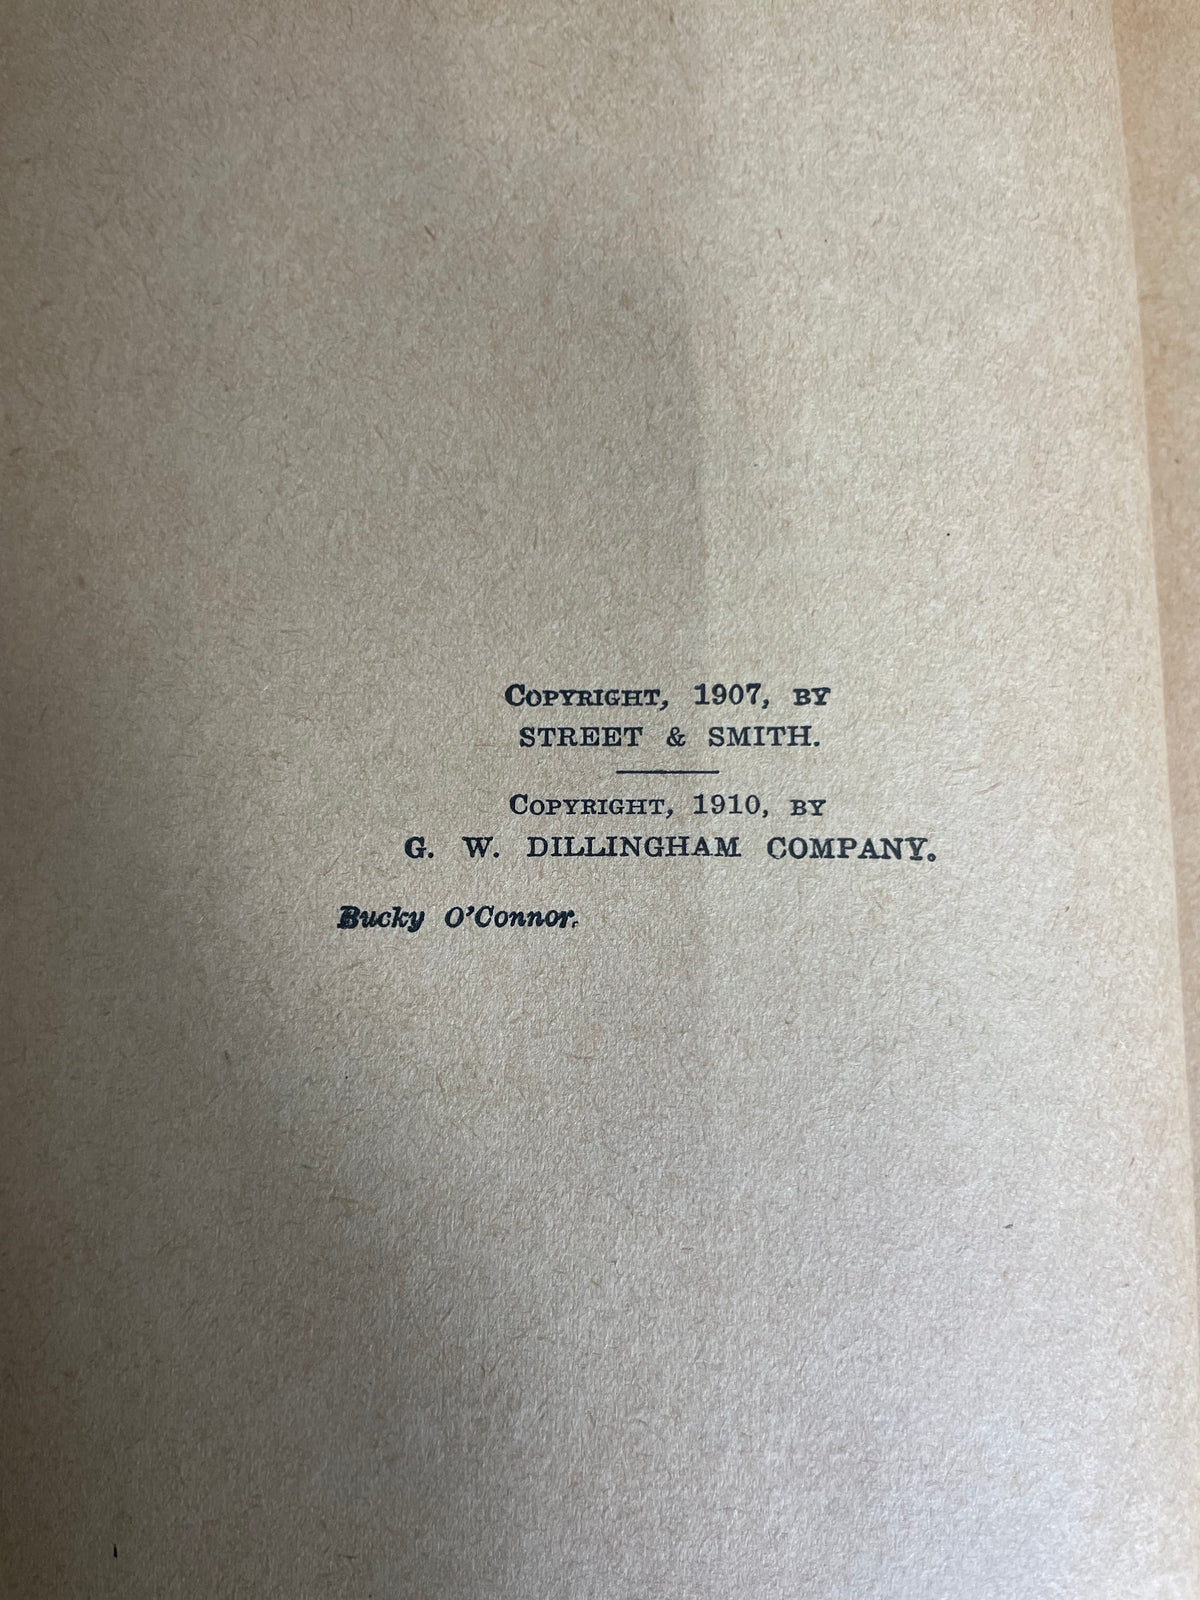 COPYRIGHT, 1907, BY
STREET & SMITH.
COPYRIGHT, 1910, BY
G. W. DILLINGHAM COMPANY.
Bucky O'Connor.